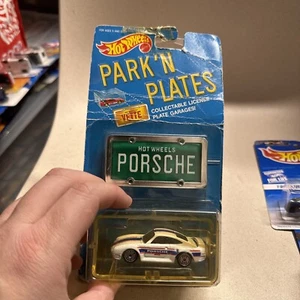 Hot Wheels
PARK'N
PLATES
VETTE
COLLECTABLE LICENSE
PLATE GARAGES!
HOT WHEELS
PORSCHE
Hot Wheels